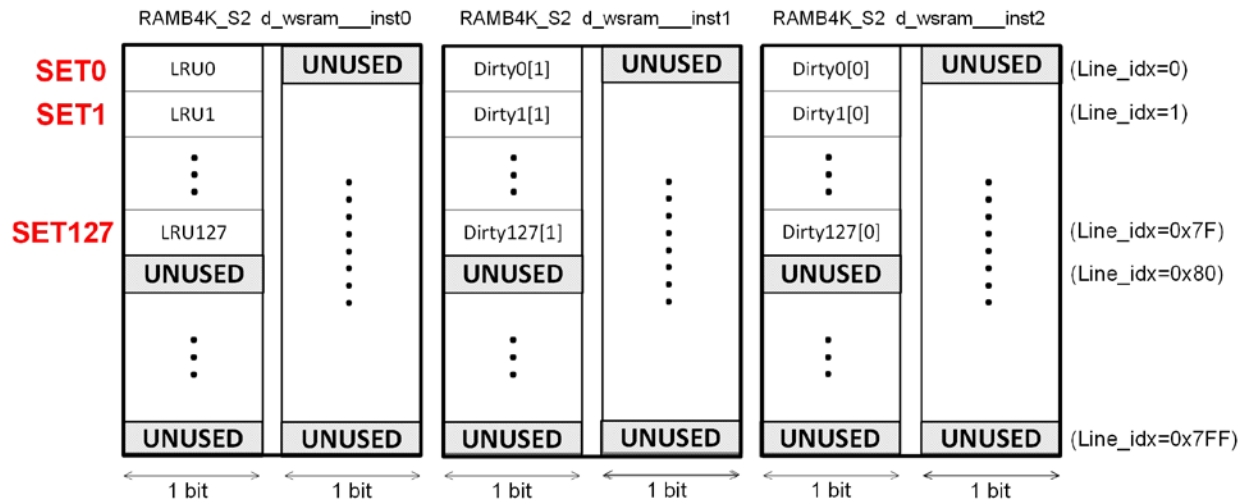 RAMB4K_S2 d_wsram___inst0 RAMB4K_S2 d_wsram___inst1 RAMB4K_S2 d_wsram___inst2
SET0 LRU0 UNUSED Dirty0[1] UNUSED Dirty0[0] UNUSED (Line_idx=0)
SET1 LRU1 Dirty1[1] Dirty1[0] (Line_idx=1)
SET127 LRU127 Dirty127[1] Dirty127[0] (Line_idx=0x7F)
UNUSED UNUSED UNUSED (Line_idx=0x80)
UNUSED UNUSED UNUSED UNUSED UNUSED UNUSED (Line_idx=0x7FF)
1 bit 1 bit 1 bit 1 bit 1 bit 1 bit